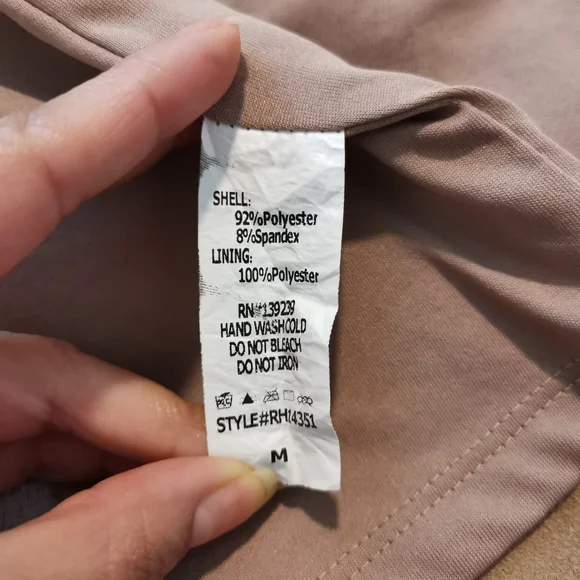 SHELL:
92%Polyester
8%Spandex
LINING:
100%Polyester
RN#139239
HAND WASH COLD
DO NOT BLEACH
DO NOT IRON
STYLE#RH14351
M